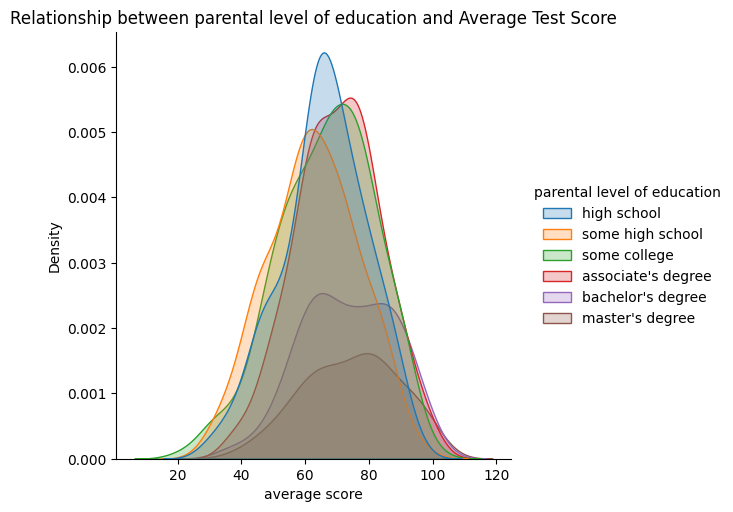 Relationship between parental level of education and Average Test Score
0.006
0.005
0.004
0.003
0.002
0.001
0.000
Density
20
40
60
80
100
120
average score
parental level of education
high school
some high school
some college
associate's degree
bachelor's degree
master's degree